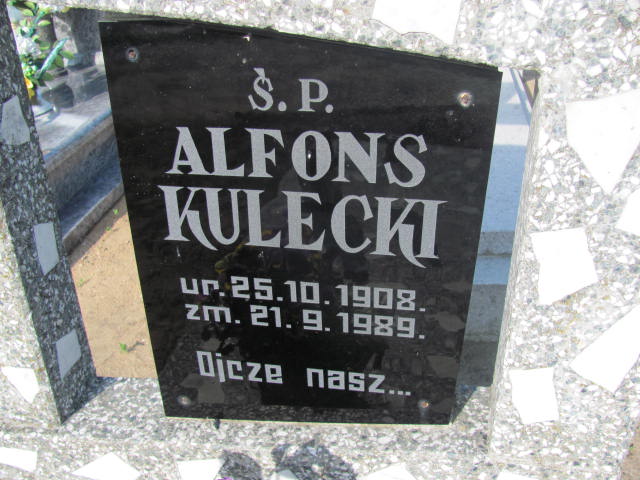 Ś. P.
ALFONS
KULECKI
ur. 25.10.1908.
zm. 21.9.1989.
Ojcze nasz...